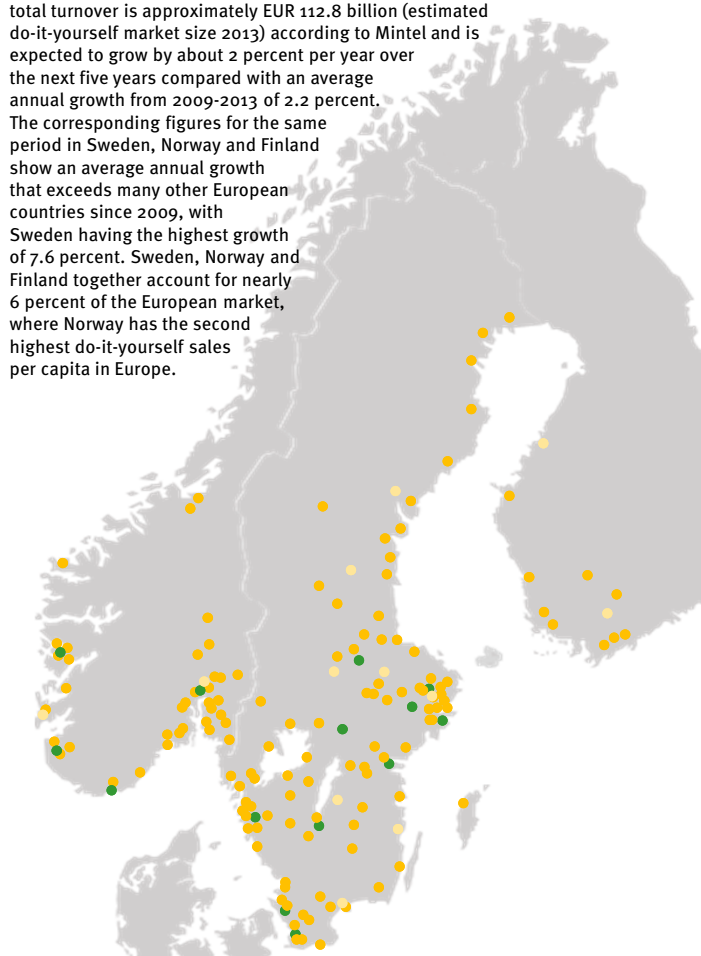 total turnover is approximately EUR 112.8 billion (estimated
do-it-yourself market size 2013) according to Mintel and is
expected to grow by about 2 percent per year over
the next five years compared with an average
annual growth from 2009-2013 of 2.2 percent.
The corresponding figures for the same
period in Sweden, Norway and Finland
show an average annual growth
that exceeds many other European
countries since 2009, with
Sweden having the highest growth
of 7.6 percent. Sweden, Norway and
Finland together account for nearly
6 percent of the European market,
where Norway has the second
highest do-it-yourself sales
per capita in Europe.